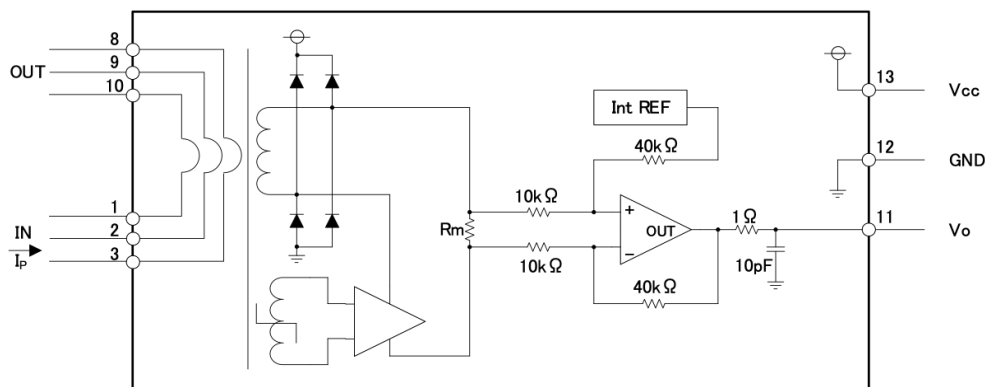 8
OUT
9
10
1
IN
2
I_P
3
Int REF
40kΩ
10kΩ
Rm
10kΩ
+
OUT
−
40kΩ
1Ω
10pF
13
Vcc
12
GND
11
Vo